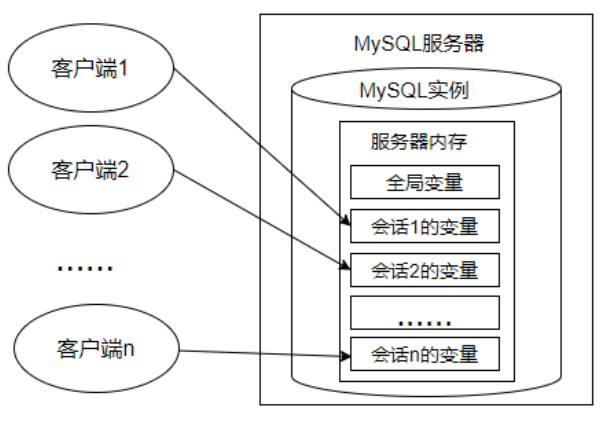 客户端1
客户端2
……
客户端n
MySQL服务器
MySQL实例
服务器内存
全局变量
会话1的变量
会话2的变量
……
会话n的变量